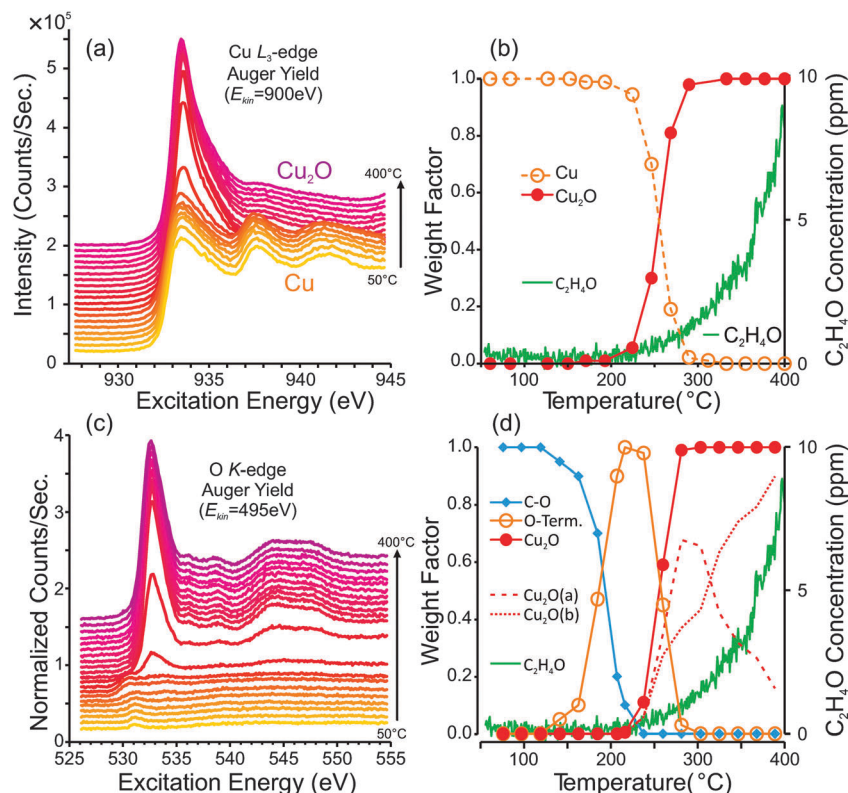 ×10⁵
(a)
Cu L₃-edge
Auger Yield
(Eₖᵢₙ=900eV)
Cu₂O
400°C
50°C
Cu
Intensity (Counts/Sec.)
5
4
3
2
1
0
930
935
940
945
Excitation Energy (eV)
(b)
Cu
Cu₂O
C₂H₄O
C₂H₄O
Weight Factor
1.0
0.8
0.6
0.4
0.2
0.0
10
5
0
C₂H₄O Concentration (ppm)
100
200
300
400
Temperature(°C)
(c)
O K-edge
Auger Yield
(Eₖᵢₙ=495eV)
400°C
50°C
Normalized Counts/Sec.
4
3
2
1
0
525
530
535
540
545
550
555
Excitation Energy (eV)
(d)
C-O
O-Term.
Cu₂O
Cu₂O(a)
Cu₂O(b)
C₂H₄O
Weight Factor
1.0
0.8
0.6
0.4
0.2
0.0
10
5
0
C₂H₄O Concentration (ppm)
100
200
300
400
Temperature(°C)